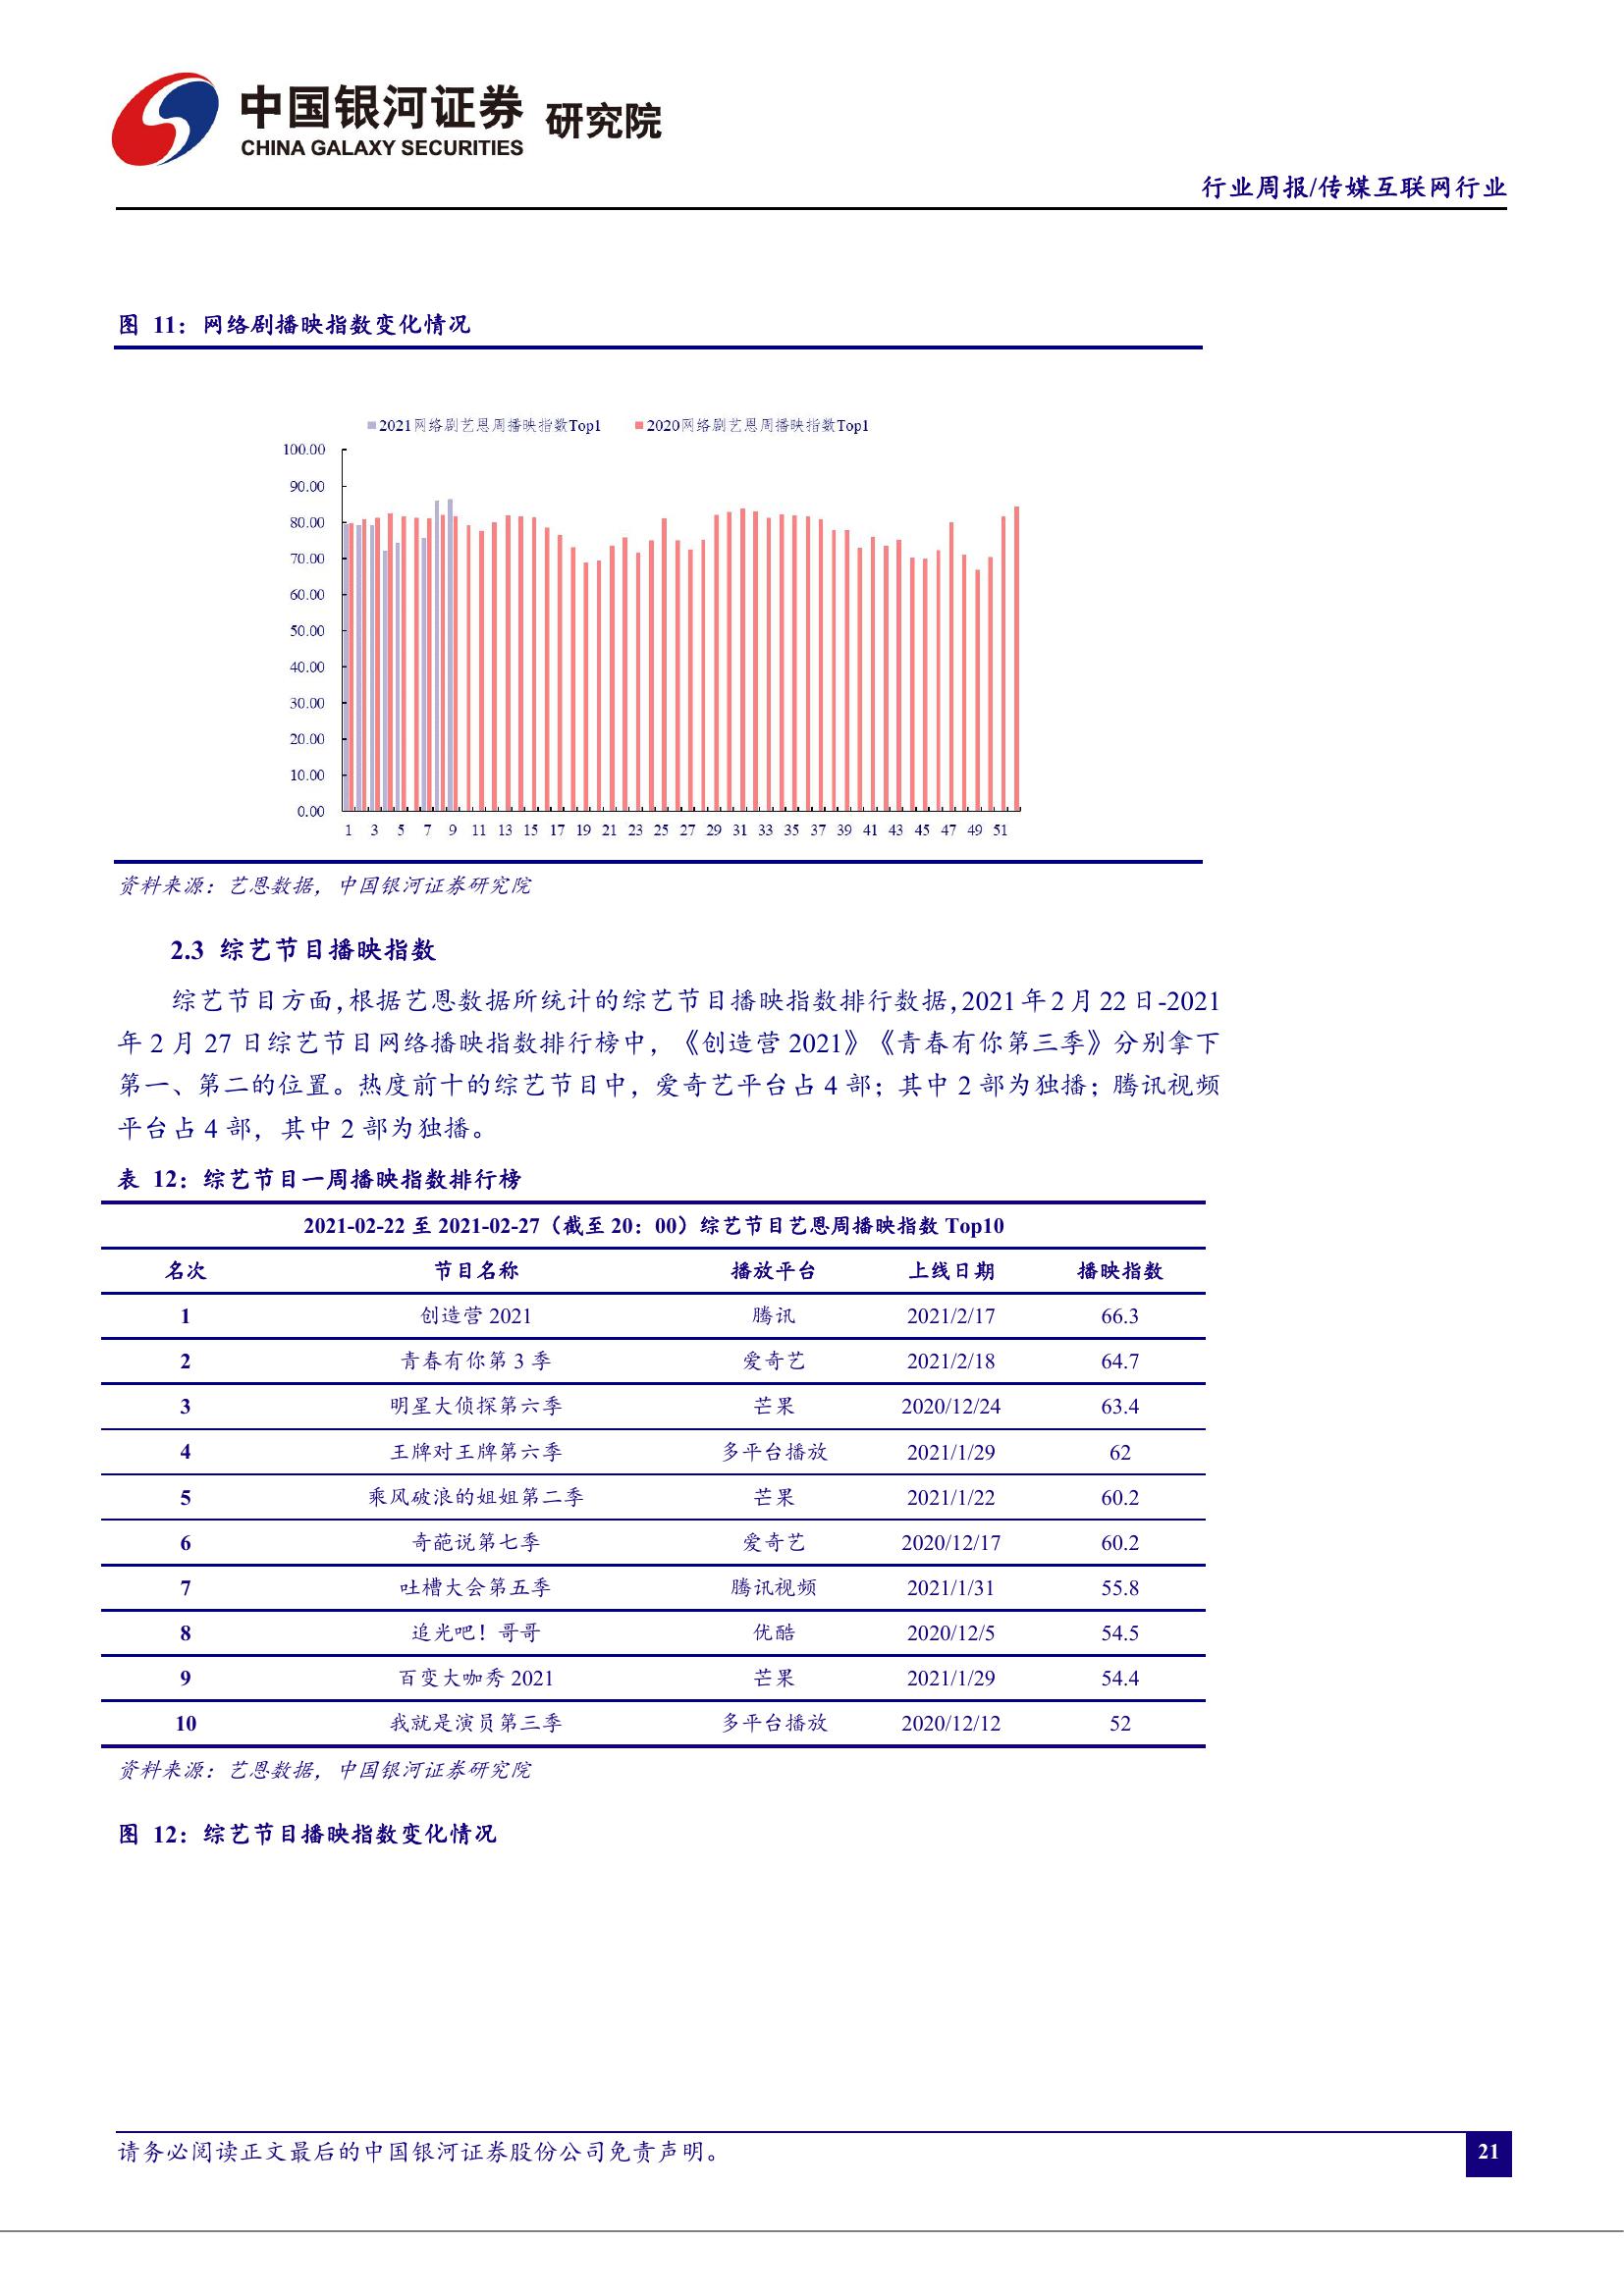 中国银河证券 研究院
CHINA GALAXY SECURITIES
行业周报/传媒互联网行业
图 11：网络剧播映指数变化情况
2021网络剧艺恩周播映指数Top1 2020网络剧艺恩周播映指数Top1
100.00
90.00
80.00
70.00
60.00
50.00
40.00
30.00
20.00
10.00
0.00
1 3 5 7 9 11 13 15 17 19 21 23 25 27 29 31 33 35 37 39 41 43 45 47 49 51
资料来源：艺恩数据，中国银河证券研究院
2.3 综艺节目播映指数
综艺节目方面，根据艺恩数据所统计的综艺节目播映指数排行数据，2021 年 2 月 22 日-2021
年 2 月 27 日综艺节目网络播映指数排行榜中，《创造营 2021》《青春有你第三季》分别拿下
第一、第二的位置。热度前十的综艺节目中，爱奇艺平台占 4 部；其中 2 部为独播；腾讯视频
平台占 4 部，其中 2 部为独播。
表 12：综艺节目一周播映指数排行榜
2021-02-22 至 2021-02-27（截至 20：00）综艺节目艺恩周播映指数 Top10
名次 节目名称 播放平台 上线日期 播映指数
1 创造营 2021 腾讯 2021/2/17 66.3
2 青春有你第 3 季 爱奇艺 2021/2/18 64.7
3 明星大侦探第六季 芒果 2020/12/24 63.4
4 王牌对王牌第六季 多平台播放 2021/1/29 62
5 乘风破浪的姐姐第二季 芒果 2021/1/22 60.2
6 奇葩说第七季 爱奇艺 2020/12/17 60.2
7 吐槽大会第五季 腾讯视频 2021/1/31 55.8
8 追光吧！哥哥 优酷 2020/12/5 54.5
9 百变大咖秀 2021 芒果 2021/1/29 54.4
10 我就是演员第三季 多平台播放 2020/12/12 52
资料来源：艺恩数据，中国银河证券研究院
图 12：综艺节目播映指数变化情况
请务必阅读正文最后的中国银河证券股份公司免责声明。
21